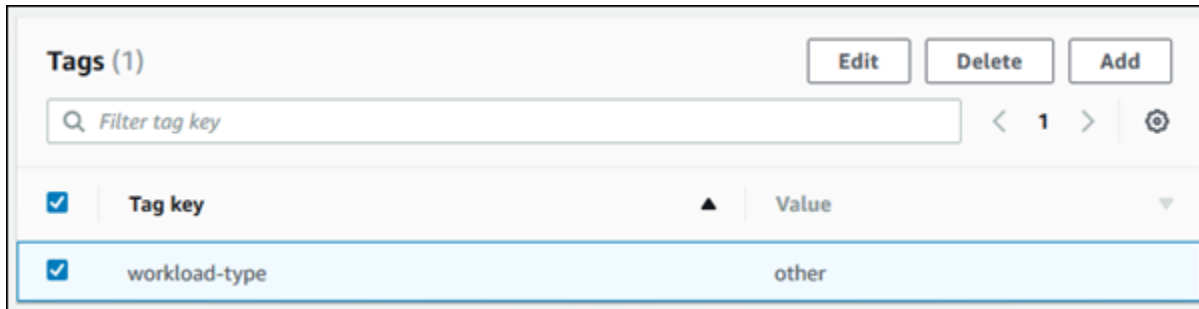 Tags (1) Edit Delete Add
Filter tag key 1
Tag key Value
workload-type other